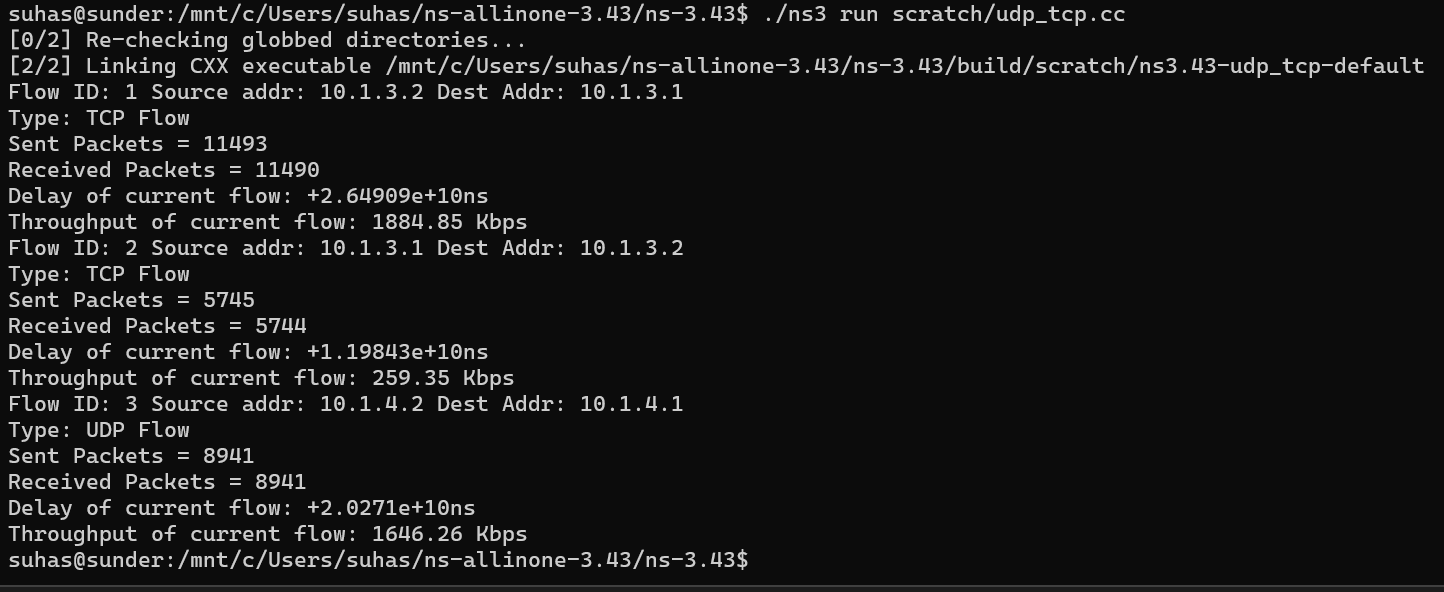 suhas@sunder:/mnt/c/Users/suhas/ns-allinone-3.43/ns-3.43$ ./ns3 run scratch/udp_tcp.cc
[0/2] Re-checking globbed directories...
[2/2] Linking CXX executable /mnt/c/Users/suhas/ns-allinone-3.43/ns-3.43/build/scratch/ns3.43-udp_tcp-default
Flow ID: 1 Source addr: 10.1.3.2 Dest Addr: 10.1.3.1
Type: TCP Flow
Sent Packets = 11493
Received Packets = 11490
Delay of current flow: +2.64909e+10ns
Throughput of current flow: 1884.85 Kbps
Flow ID: 2 Source addr: 10.1.3.1 Dest Addr: 10.1.3.2
Type: TCP Flow
Sent Packets = 5745
Received Packets = 5744
Delay of current flow: +1.19843e+10ns
Throughput of current flow: 259.35 Kbps
Flow ID: 3 Source addr: 10.1.4.2 Dest Addr: 10.1.4.1
Type: UDP Flow
Sent Packets = 8941
Received Packets = 8941
Delay of current flow: +2.0271e+10ns
Throughput of current flow: 1646.26 Kbps
suhas@sunder:/mnt/c/Users/suhas/ns-allinone-3.43/ns-3.43$